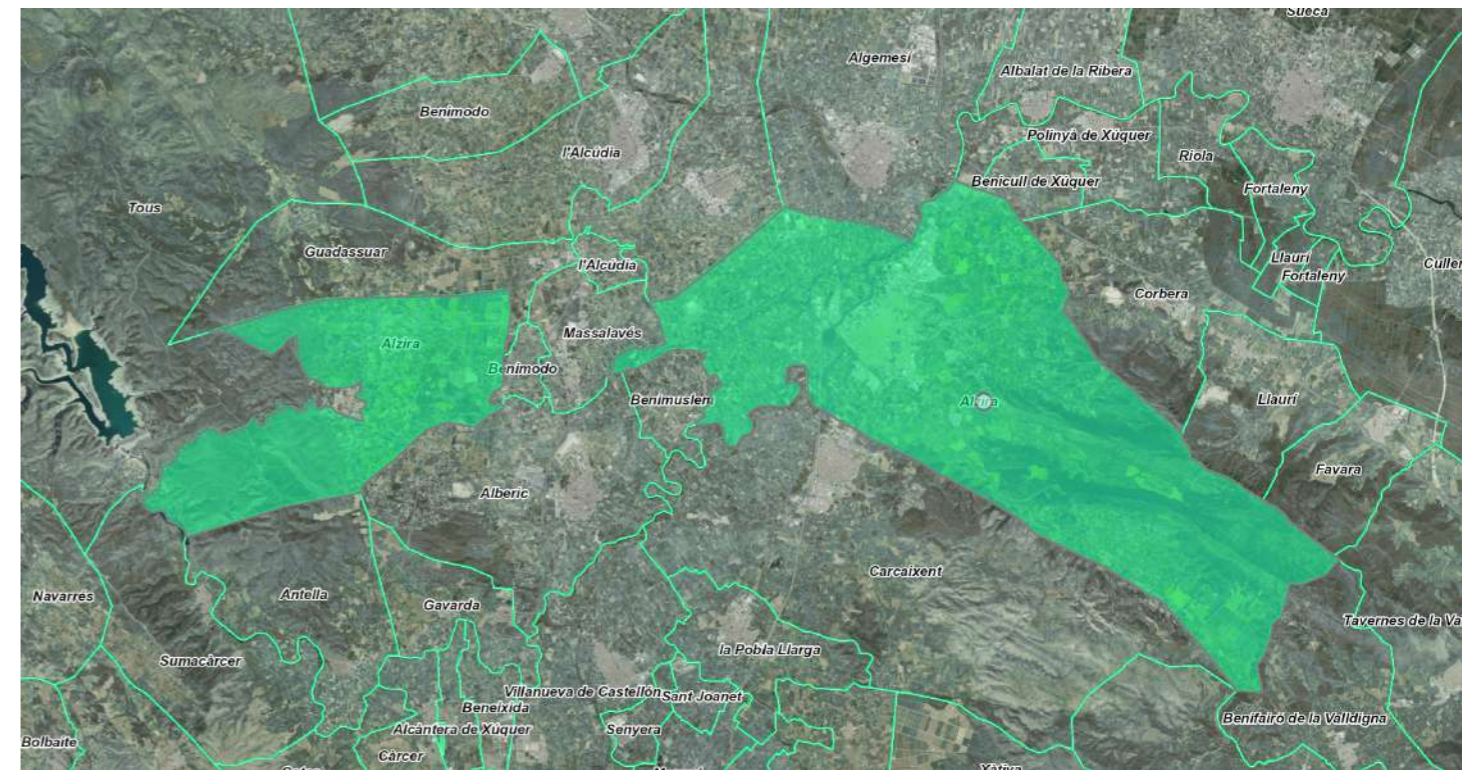 Sueca
Algemesí
Albalat de la Ribera
Benimodo
Polinyà de Xúquer
l'Alcúdia
Riola
Benicull de Xúquer
Fortaleny
Tous
Guadassuar
Llaurí
l'Alcúdia
Fortaleny
Culler
Corbera
Massalavés
Alzira
Benimodo
Benimuslem
Alzira
Llaurí
Favara
Alberic
Carcaixent
Navarrés
Antella
Gavarda
Tavernes de la Va
la Pobla Llarga
Sumacàrcer
Villanueva de Castellón
Sant Joanet
Beneixida
Benifairó de la Valldigna
Alcàntera de Xúquer
Senyera
Bolbaite
Càrcer
Xàtiva